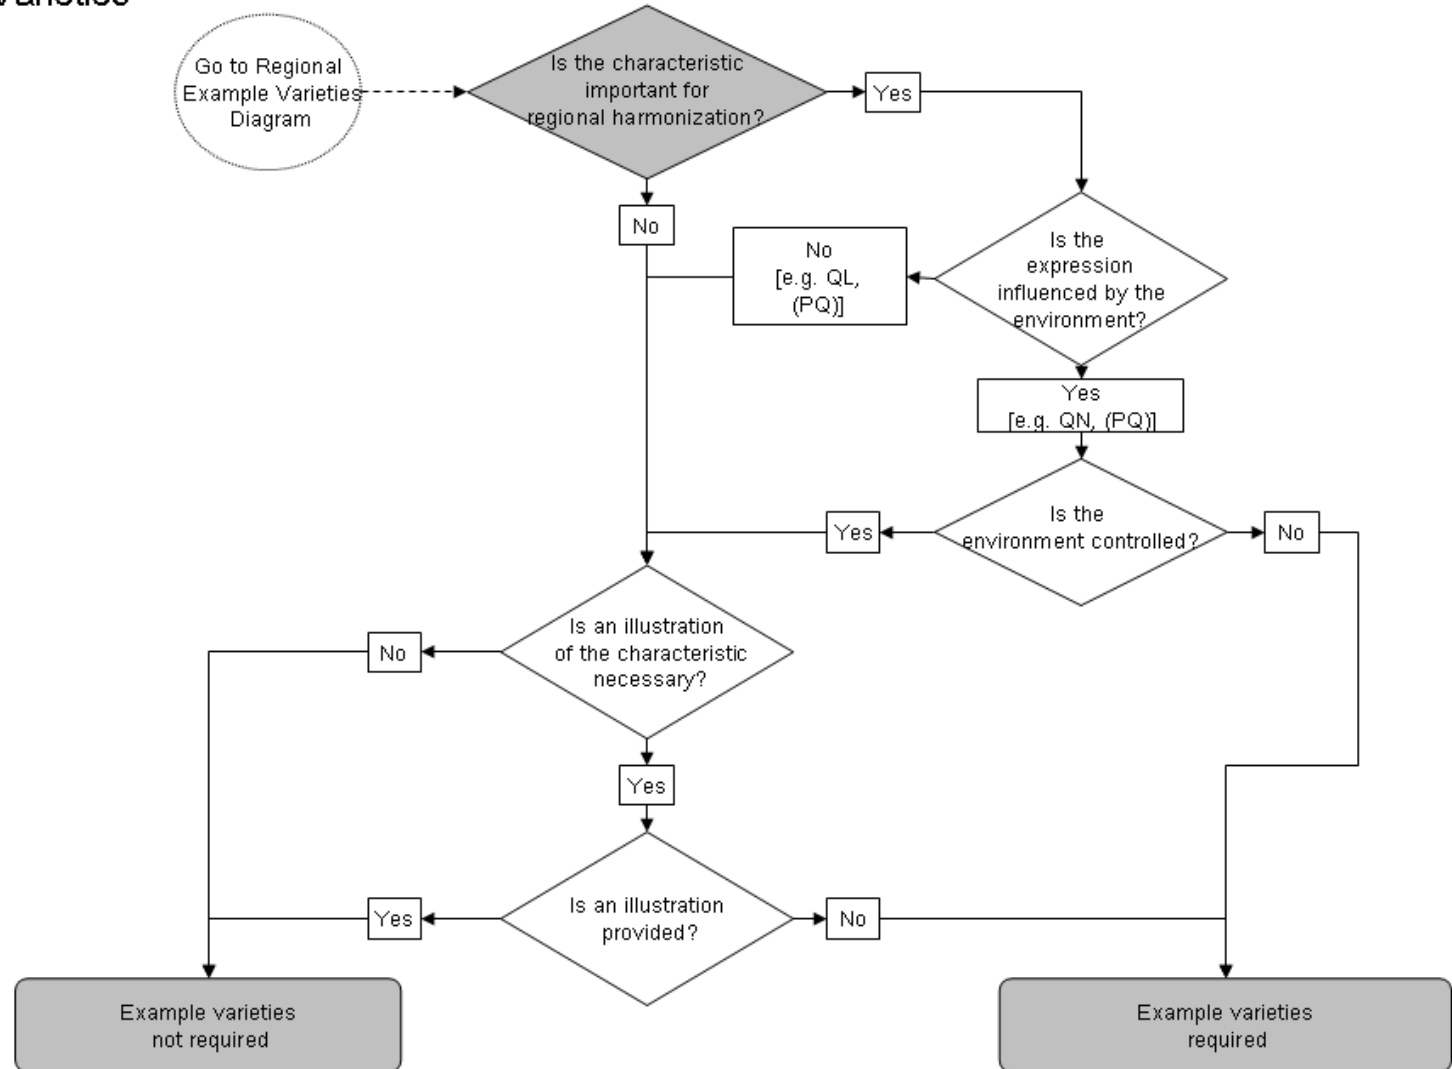 Go to Regional
Example Varieties
Diagram
Is the characteristic
important for
regional harmonization?
Yes
No
Is the
expression
influenced by the
environment?
No
[e.g. QL,
(PQ)]
Yes
[e.g. QN, (PQ)]
Is the
environment controlled?
Yes
No
Is an illustration
of the characteristic
necessary?
No
Yes
Is an illustration
provided?
Yes
No
Example varieties
not required
Example varieties
required